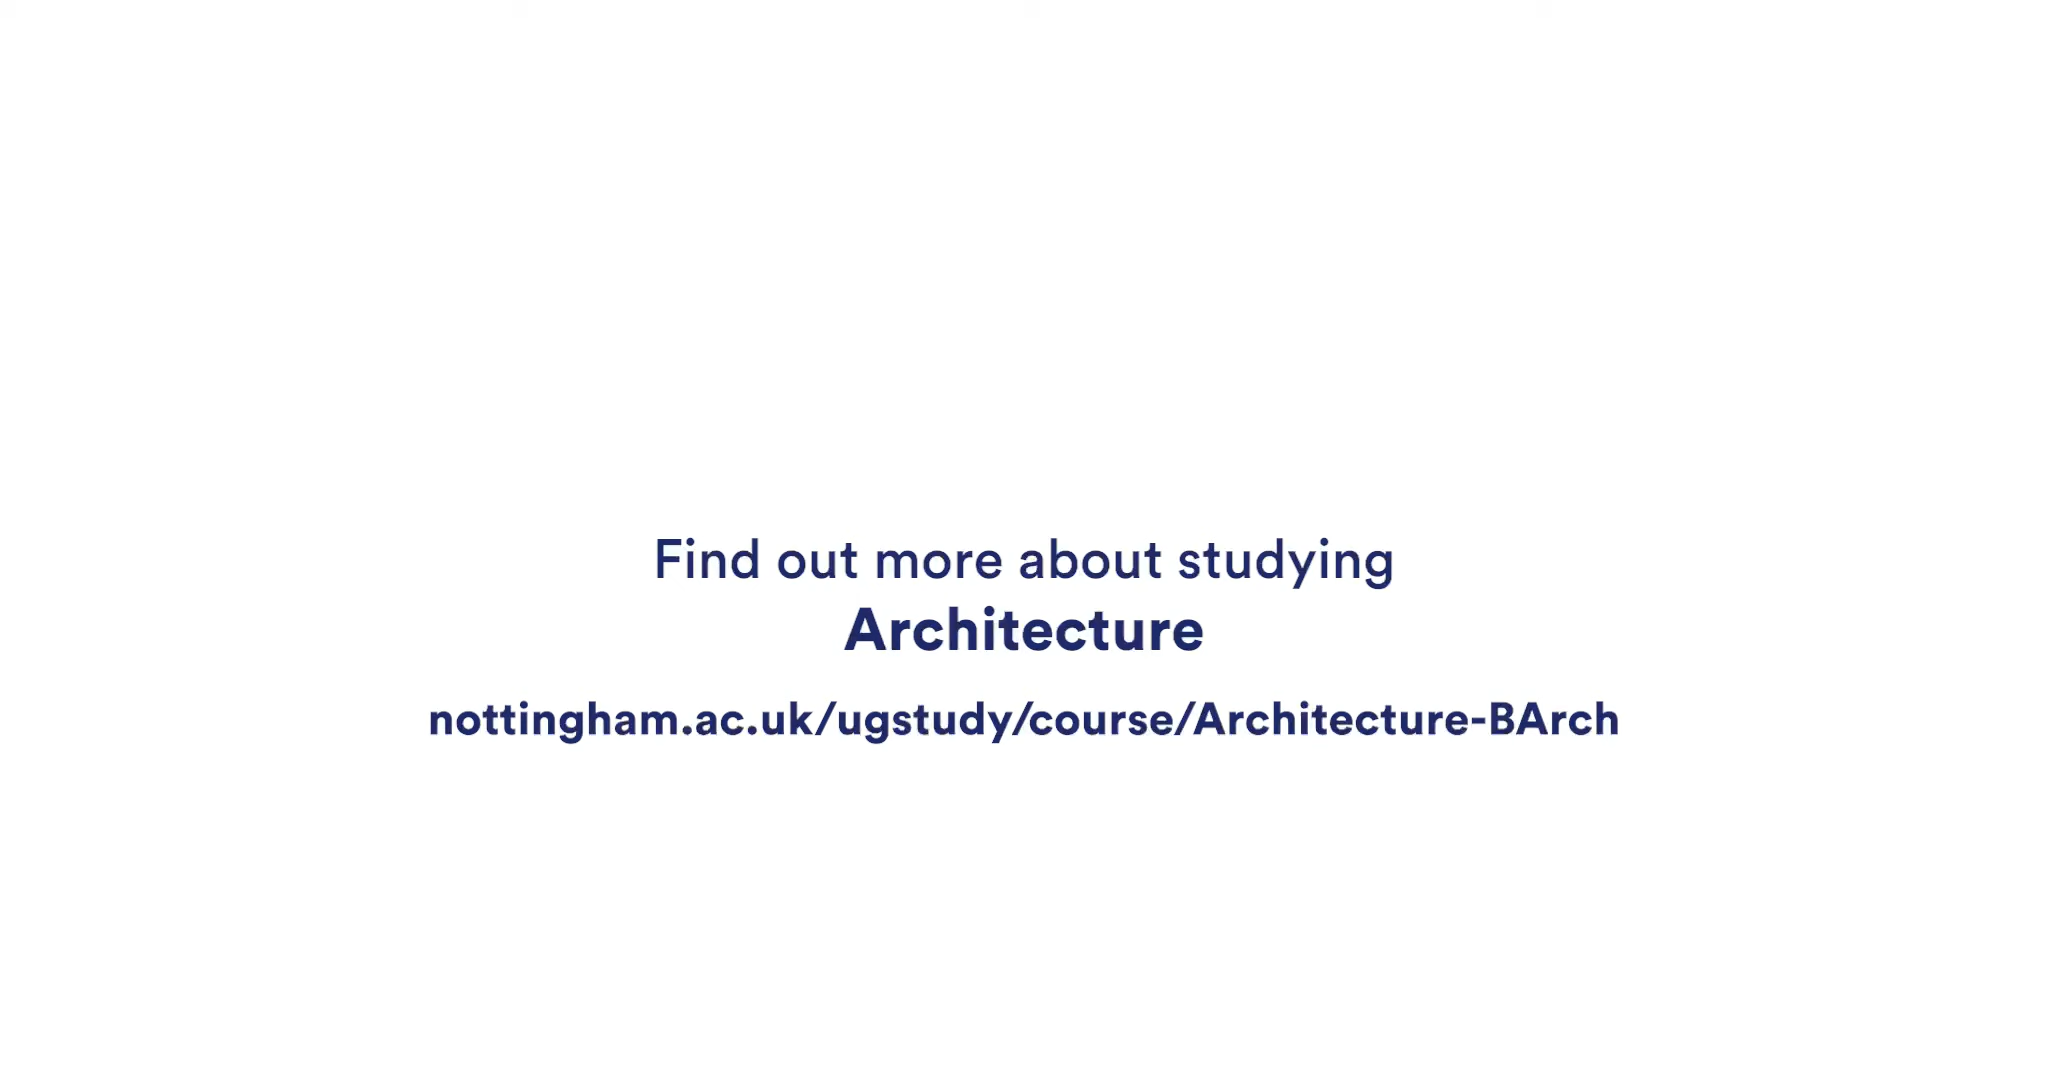 Find out more about studying
Architecture
nottingham.ac.uk/ugstudy/course/Architecture-BArch